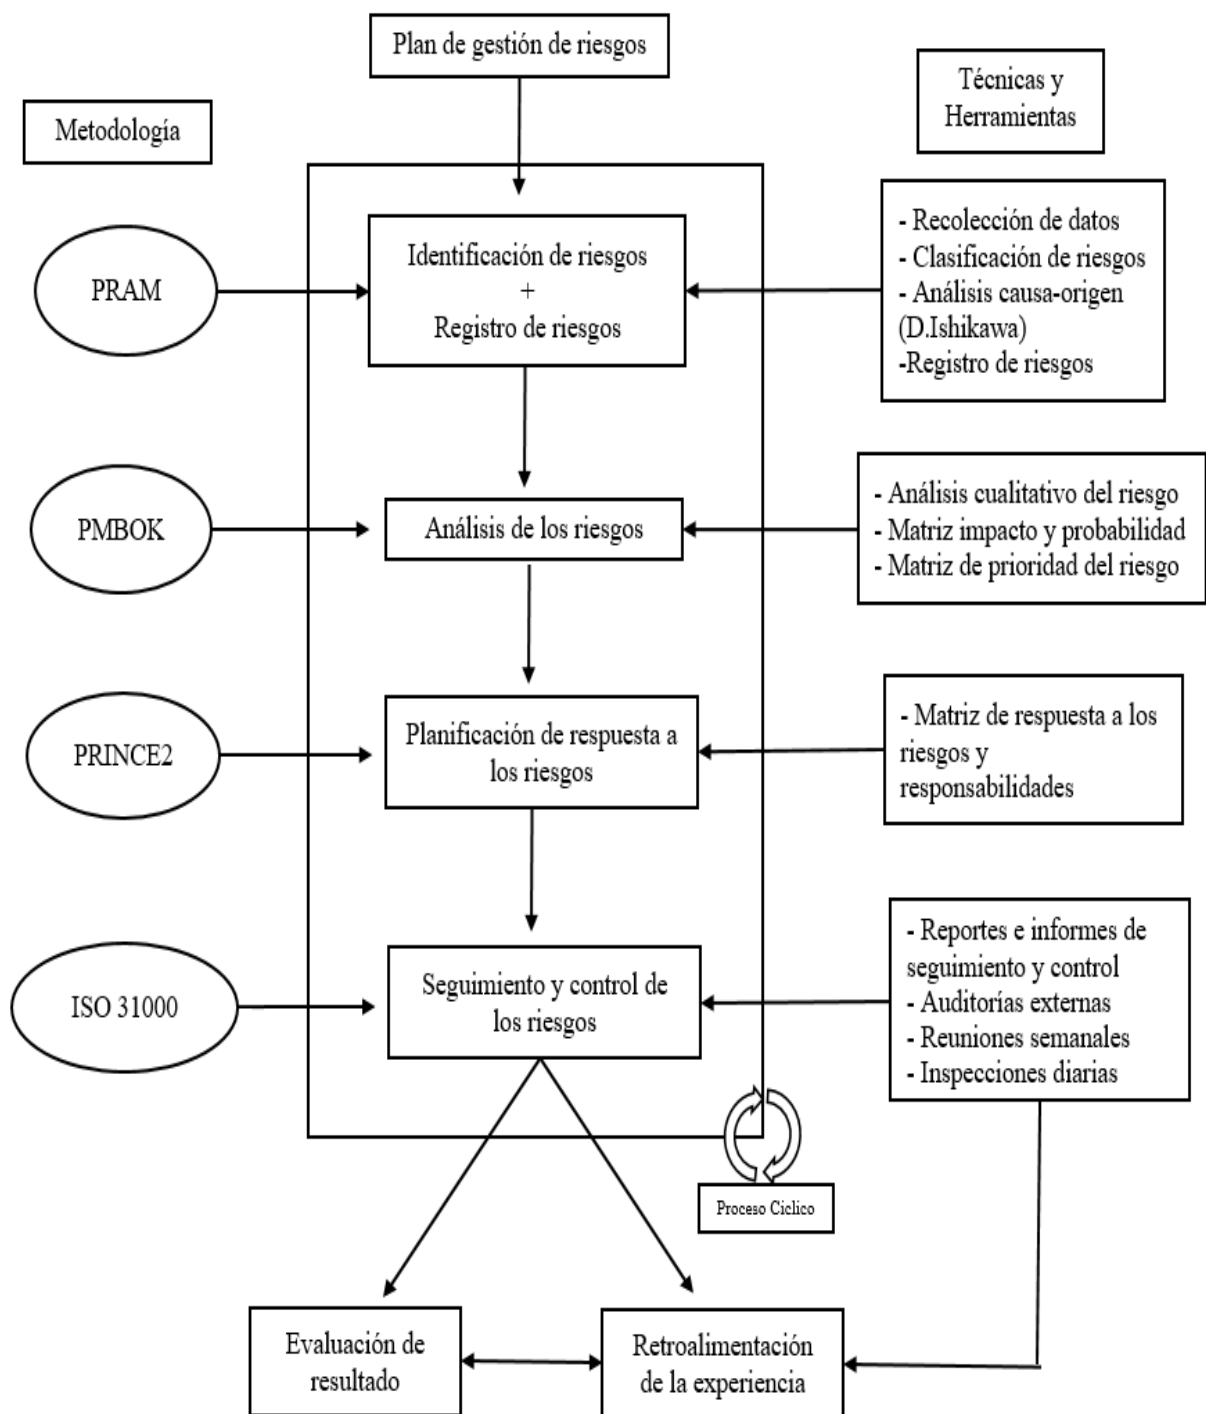 Plan de gestión de riesgos
Metodología
Técnicas y
Herramientas
PRAM
Identificación de riesgos
+
Registro de riesgos
- Recolección de datos
- Clasificación de riesgos
- Análisis causa-origen
(D.Ishikawa)
-Registro de riesgos
PMBOK
Análisis de los riesgos
- Análisis cualitativo del riesgo
- Matriz impacto y probabilidad
- Matriz de prioridad del riesgo
PRINCE2
Planificación de respuesta a
los riesgos
- Matriz de respuesta a los
riesgos y
responsabilidades
ISO 31000
Seguimiento y control de
los riesgos
- Reportes e informes de
seguimiento y control
- Auditorías externas
- Reuniones semanales
- Inspecciones diarias
Proceso Ciclico
Evaluación de
resultado
Retroalimentación
de la experiencia